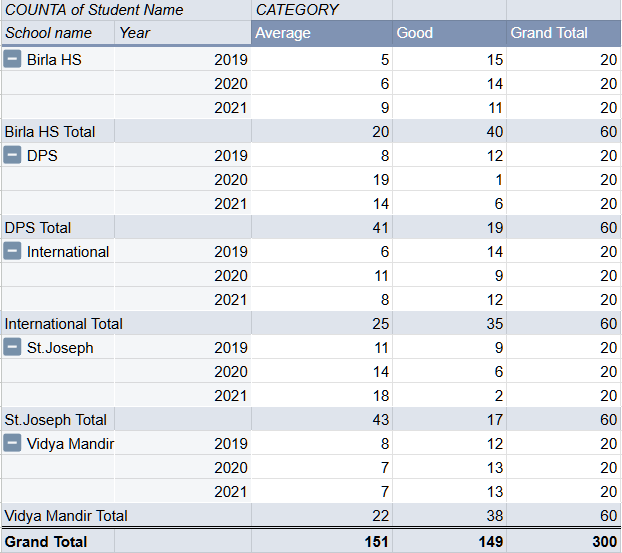 COUNTA of Student Name CATEGORY
School name Year Average Good Grand Total
Birla HS 2019 5 15 20
2020 6 14 20
2021 9 11 20
Birla HS Total 20 40 60
DPS 2019 8 12 20
2020 19 1 20
2021 14 6 20
DPS Total 41 19 60
International 2019 6 14 20
2020 11 9 20
2021 8 12 20
International Total 25 35 60
St.Joseph 2019 11 9 20
2020 14 6 20
2021 18 2 20
St.Joseph Total 43 17 60
Vidya Mandir 2019 8 12 20
2020 7 13 20
2021 7 13 20
Vidya Mandir Total 22 38 60
Grand Total 151 149 300